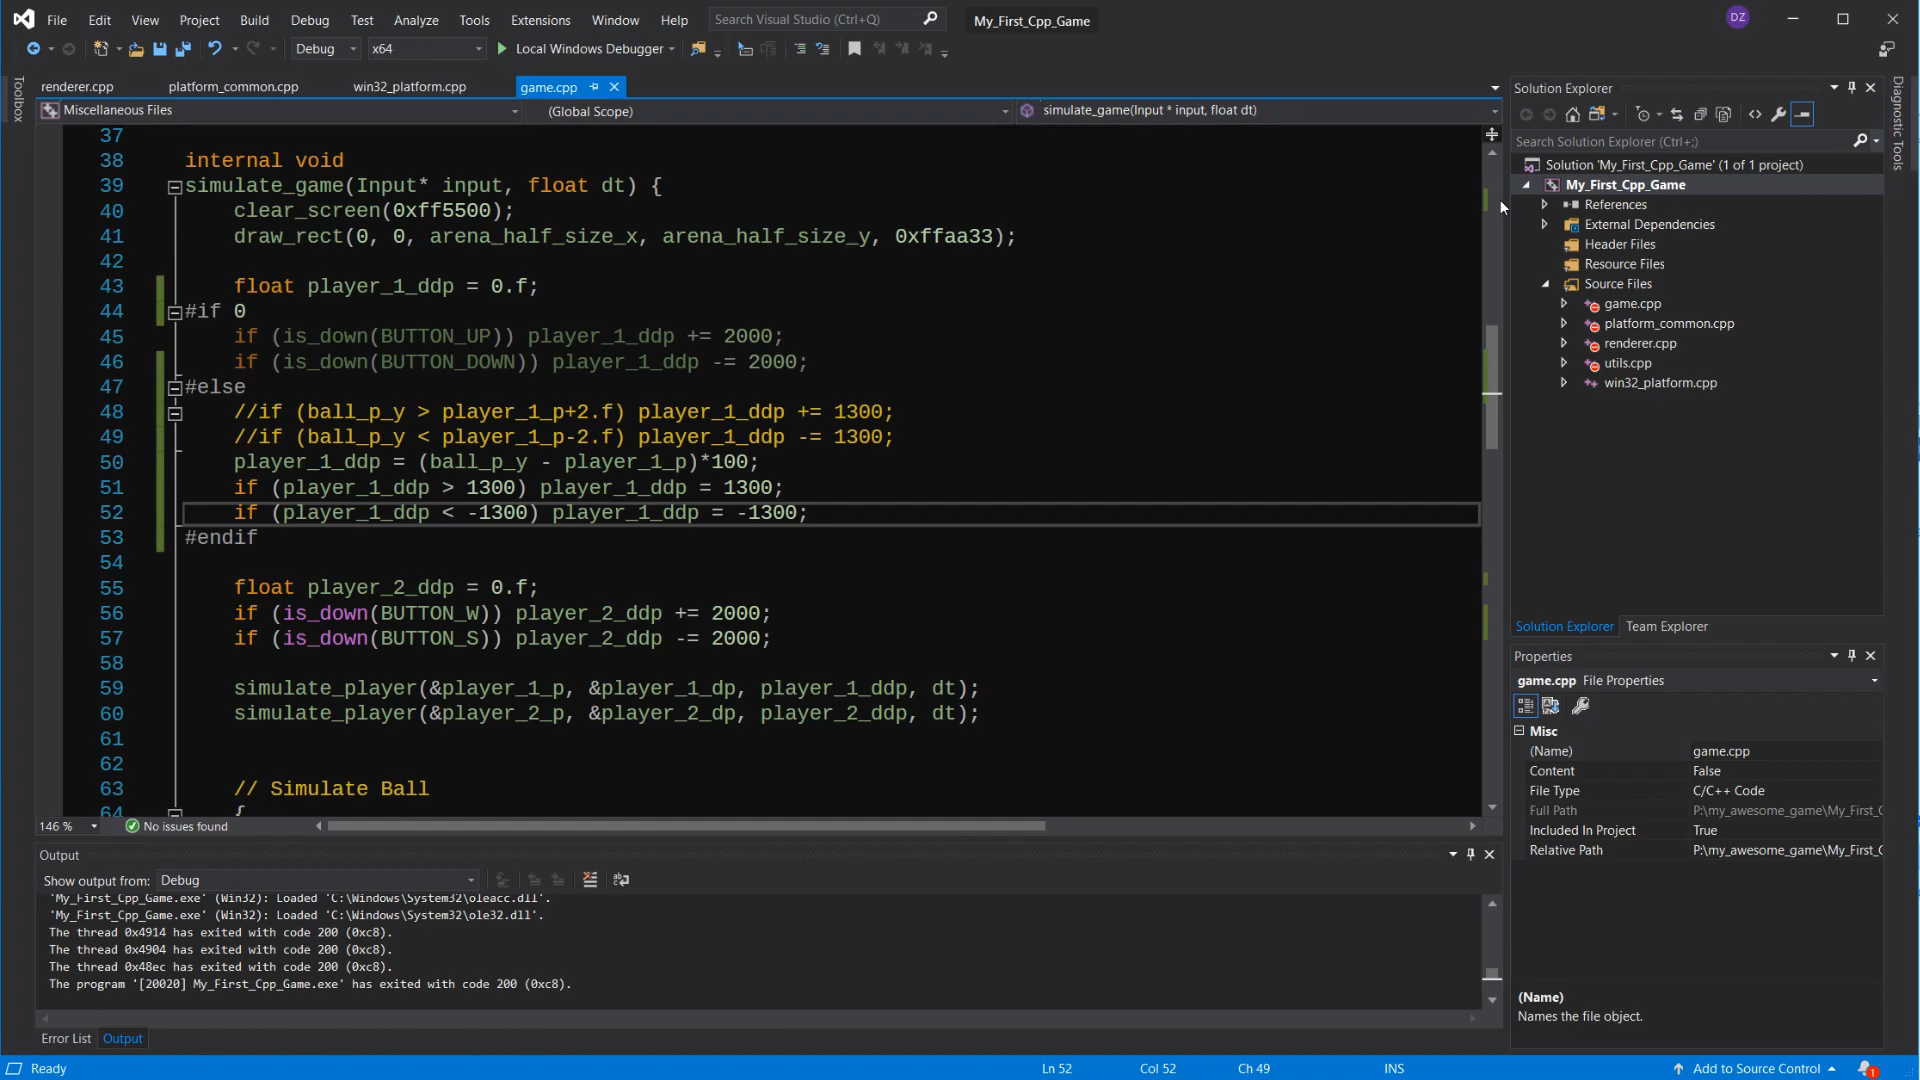 File Edit View Project Build Debug Test Analyze Tools Extensions Window Help Search Visual Studio (Ctrl+Q) My_First_Cpp_Game DZ
Debug x64 Local Windows Debugger
Toolbox
renderer.cpp platform_common.cpp win32_platform.cpp game.cpp
Miscellaneous Files (Global Scope) simulate_game(Input * input, float dt)
37
38 internal void
39 simulate_game(Input* input, float dt) {
40 clear_screen(0xff5500);
41 draw_rect(0, 0, arena_half_size_x, arena_half_size_y, 0xffaa33);
42
43 float player_1_ddp = 0.f;
44 #if 0
45 if (is_down(BUTTON_UP)) player_1_ddp += 2000;
46 if (is_down(BUTTON_DOWN)) player_1_ddp -= 2000;
47 #else
48 //if (ball_p_y > player_1_p+2.f) player_1_ddp += 1300;
49 //if (ball_p_y < player_1_p-2.f) player_1_ddp -= 1300;
50 player_1_ddp = (ball_p_y - player_1_p)*100;
51 if (player_1_ddp > 1300) player_1_ddp = 1300;
52 if (player_1_ddp < -1300) player_1_ddp = -1300;
53 #endif
54
55 float player_2_ddp = 0.f;
56 if (is_down(BUTTON_W)) player_2_ddp += 2000;
57 if (is_down(BUTTON_S)) player_2_ddp -= 2000;
58
59 simulate_player(&player_1_p, &player_1_dp, player_1_ddp, dt);
60 simulate_player(&player_2_p, &player_2_dp, player_2_ddp, dt);
61
62
63 // Simulate Ball
64 {
146 % No issues found
Output
Show output from: Debug
'My_First_Cpp_Game.exe' (Win32): Loaded 'C:\Windows\System32\oleacc.dll'.
'My_First_Cpp_Game.exe' (Win32): Loaded 'C:\Windows\System32\ole32.dll'.
The thread 0x4914 has exited with code 200 (0xc8).
The thread 0x4904 has exited with code 200 (0xc8).
The thread 0x48ec has exited with code 200 (0xc8).
The program '[20020] My_First_Cpp_Game.exe' has exited with code 200 (0xc8).
Error List Output
Solution Explorer
Search Solution Explorer (Ctrl+;)
Solution 'My_First_Cpp_Game' (1 of 1 project)
My_First_Cpp_Game
References
External Dependencies
Header Files
Resource Files
Source Files
game.cpp
platform_common.cpp
renderer.cpp
utils.cpp
win32_platform.cpp
Solution Explorer Team Explorer
Properties
game.cpp File Properties
Misc
(Name) game.cpp
Content False
File Type C/C++ Code
Full Path P:\my_awesome_game\My_First_C
Included In Project True
Relative Path P:\my_awesome_game\My_First_C
(Name)
Names the file object.
Diagnostic Tools
Ready Ln 52 Col 52 Ch 49 INS Add to Source Control 1